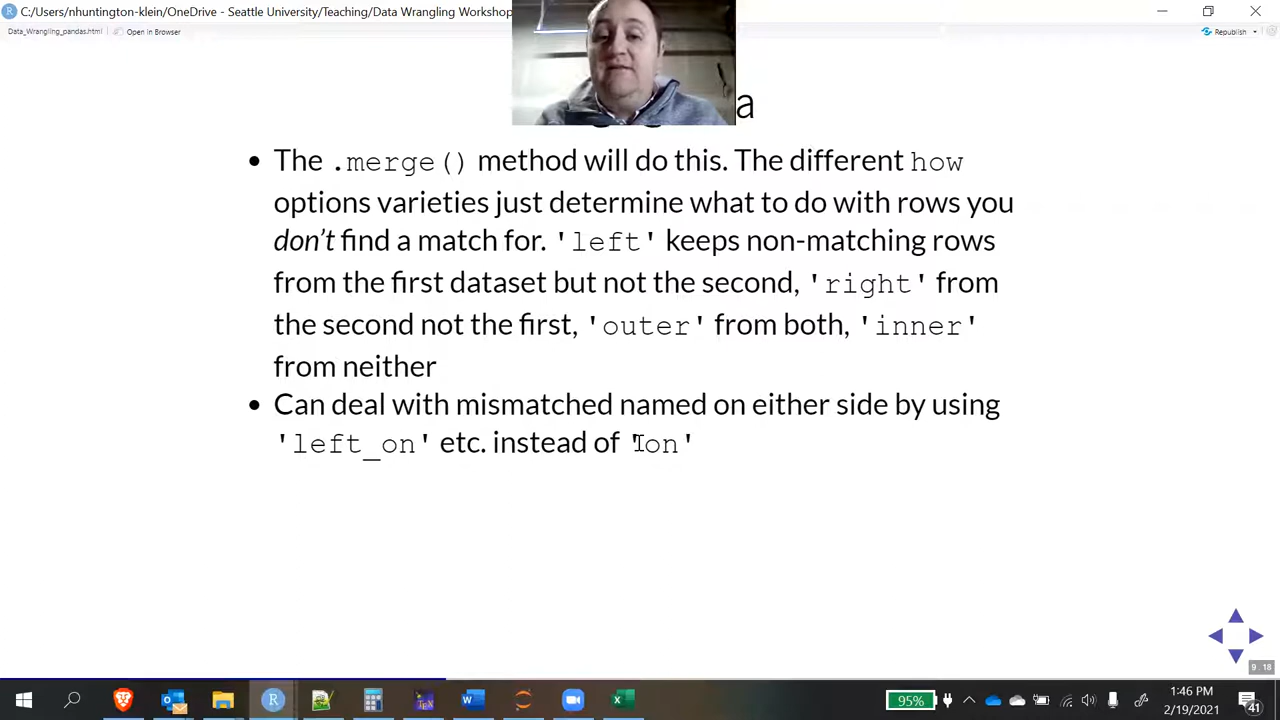 C:/Users/nhuntington-klein/OneDrive - Seattle University/Teaching/Data Wrangling Workshop
Data_Wrangling_pandas.html Open in Browser
Republish
a
The .merge() method will do this. The different how
options varieties just determine what to do with rows you
don't find a match for. 'left' keeps non-matching rows
from the first dataset but not the second, 'right' from
the second not the first, 'outer' from both, 'inner'
from neither
Can deal with mismatched named on either side by using
'left_on' etc. instead of 'on'
9 18
95%
1:46 PM
2/19/2021
41